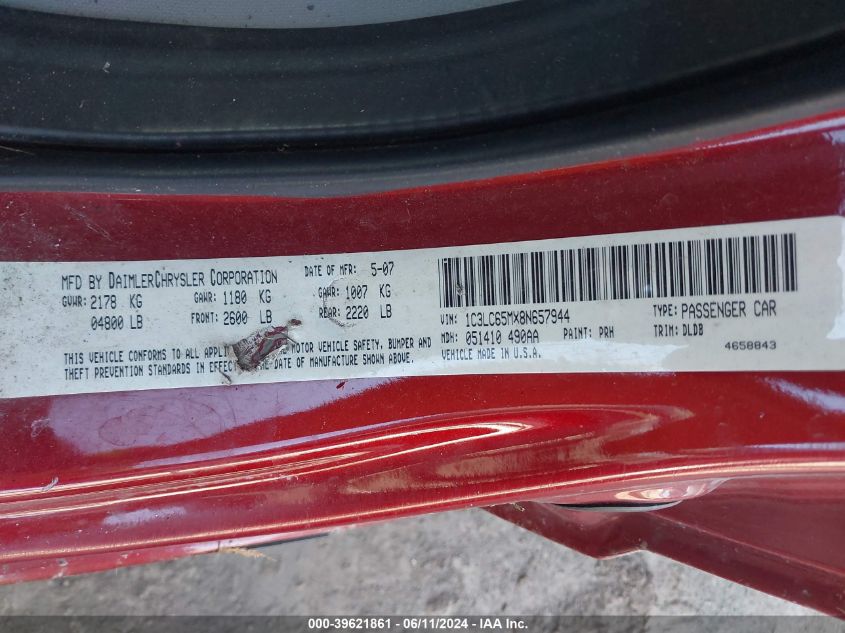 MFD BY DAIMLERCHRYSLER CORPORATION DATE OF MFR: 5-07
GVWR: 2178 KG GAWR: 1180 KG GAWR: 1007 KG
04800 LB FRONT: 2600 LB REAR: 2220 LB
THIS VEHICLE CONFORMS TO ALL MOTOR VEHICLE SAFETY, BUMPER AND
THEFT PREVENTION STANDARDS IN EFFECT DATE OF MANUFACTURE SHOWN ABOVE.
VIN: 1C3LC65MX8N657944 TYPE: PASSENGER CAR
MDH: 051410 490AA PAINT: PRH TRIM: DLDB
VEHICLE MADE IN U.S.A. 4658843
000-39621861 - 06/11/2024 - IAA Inc.